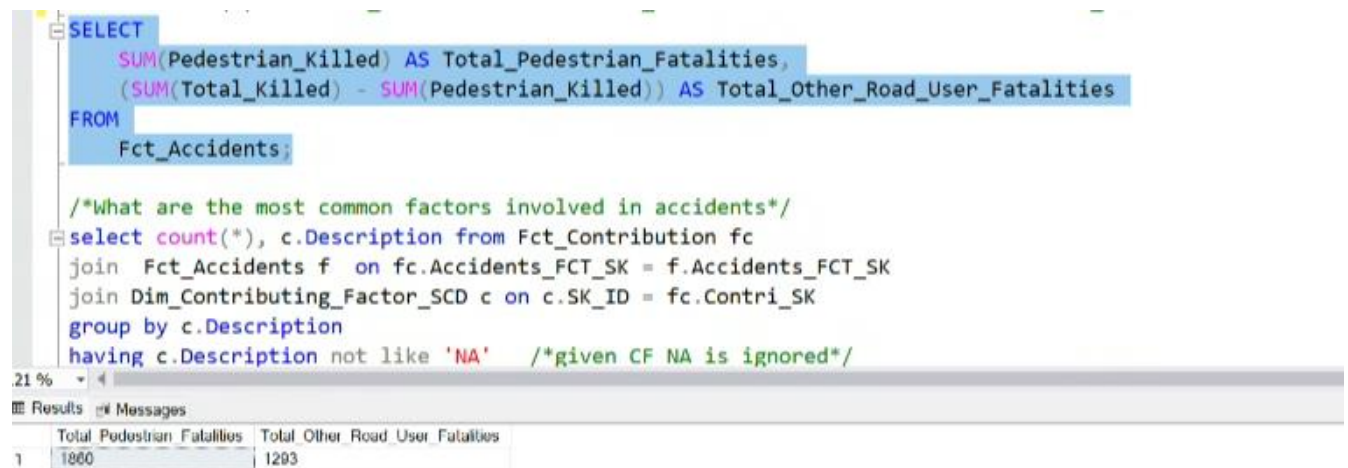 SELECT
SUM(Pedestrian_Killed) AS Total_Pedestrian_Fatalities,
(SUM(Total_Killed) - SUM(Pedestrian_Killed)) AS Total_Other_Road_User_Fatalities
FROM
Fct_Accidents;
/*What are the most common factors involved in accidents*/
select count(*), c.Description from Fct_Contribution fc
join Fct_Accidents f on fc.Accidents_FCT_SK = f.Accidents_FCT_SK
join Dim_Contributing_Factor_SCD c on c.SK_ID = fc.Contri_SK
group by c.Description
having c.Description not like 'NA' /*given CF NA is ignored*/
21 %
Results Messages
Total_Pedestrian_Fatalities Total_Other_Road_User_Fatalities
1 1860 1293